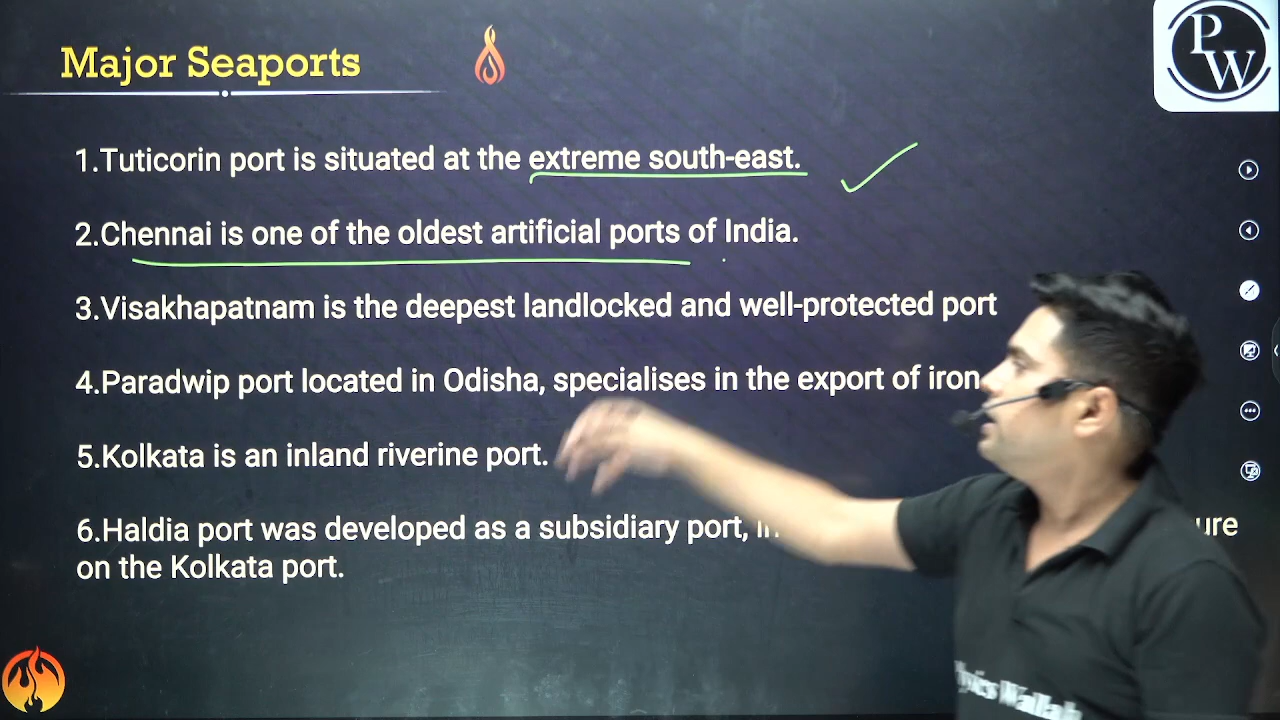 Major Seaports
PW
1.Tuticorin port is situated at the extreme south-east.
2.Chennai is one of the oldest artificial ports of India.
3.Visakhapatnam is the deepest landlocked and well-protected port
4.Paradwip port located in Odisha, specialises in the export of iron
5.Kolkata is an inland riverine port.
6.Haldia port was developed as a subsidiary port,
on the Kolkata port.
Wallah